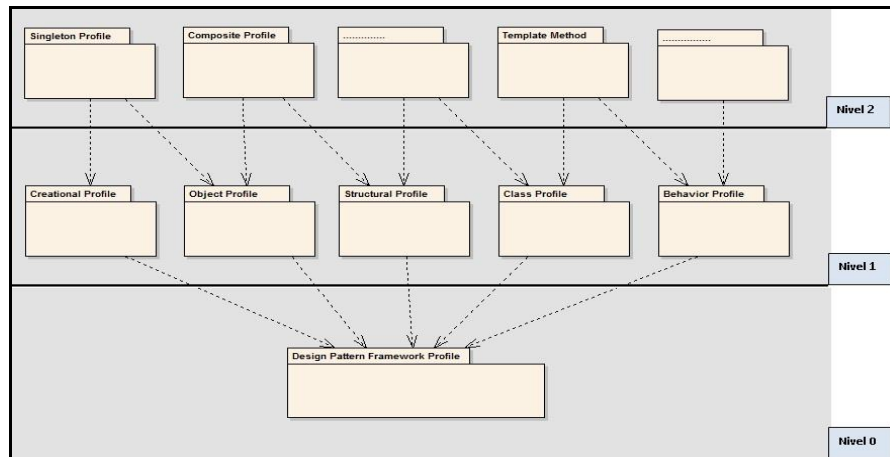 Singleton Profile
Composite Profile
..............
Template Method
................
Nivel 2
Creational Profile
Object Profile
Structural Profile
Class Profile
Behavior Profile
Nivel 1
Design Pattern Framework Profile
Nivel 0